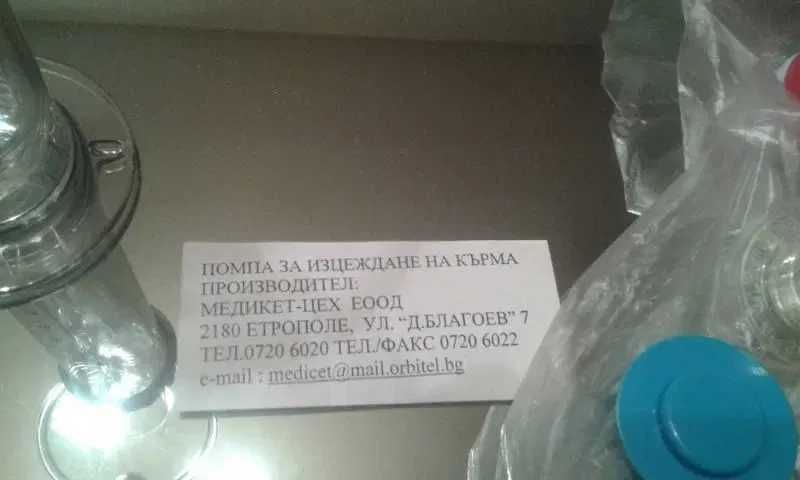 ПОМПА ЗА ИЗЦЕЖДАНЕ НА КЪРМА
ПРОИЗВОДИТЕЛ:
МЕДИКЕТ-ЦЕХ ЕООД
2180 ЕТРОПОЛЕ, УЛ. “Д.БЛАГОЕВ” 7
ТЕЛ.0720 6020 ТЕЛ./ФАКС 0720 6022
e-mail : medicet@mail.orbitel.bg